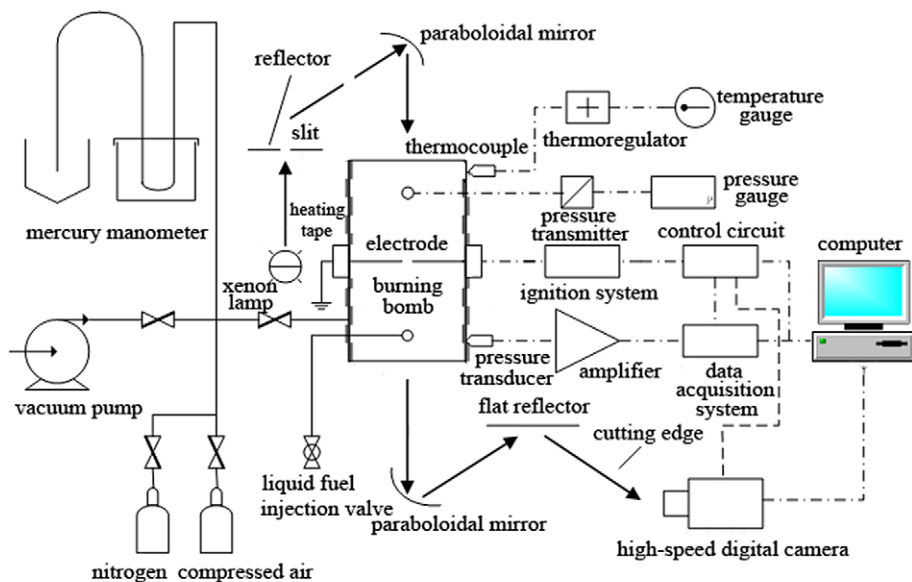 paraboloidal mirror
reflector
slit
temperature
gauge
thermoregulator
thermocouple
mercury manometer
heating
tape
pressure
transmitter
pressure
gauge
P
electrode
control circuit
computer
xenon
lamp
burning
bomb
ignition system
vacuum pump
pressure
transducer
amplifier
data
acquisition
system
flat reflector
cutting edge
liquid fuel
injection valve
paraboloidal mirror
high-speed digital camera
nitrogen
compressed air